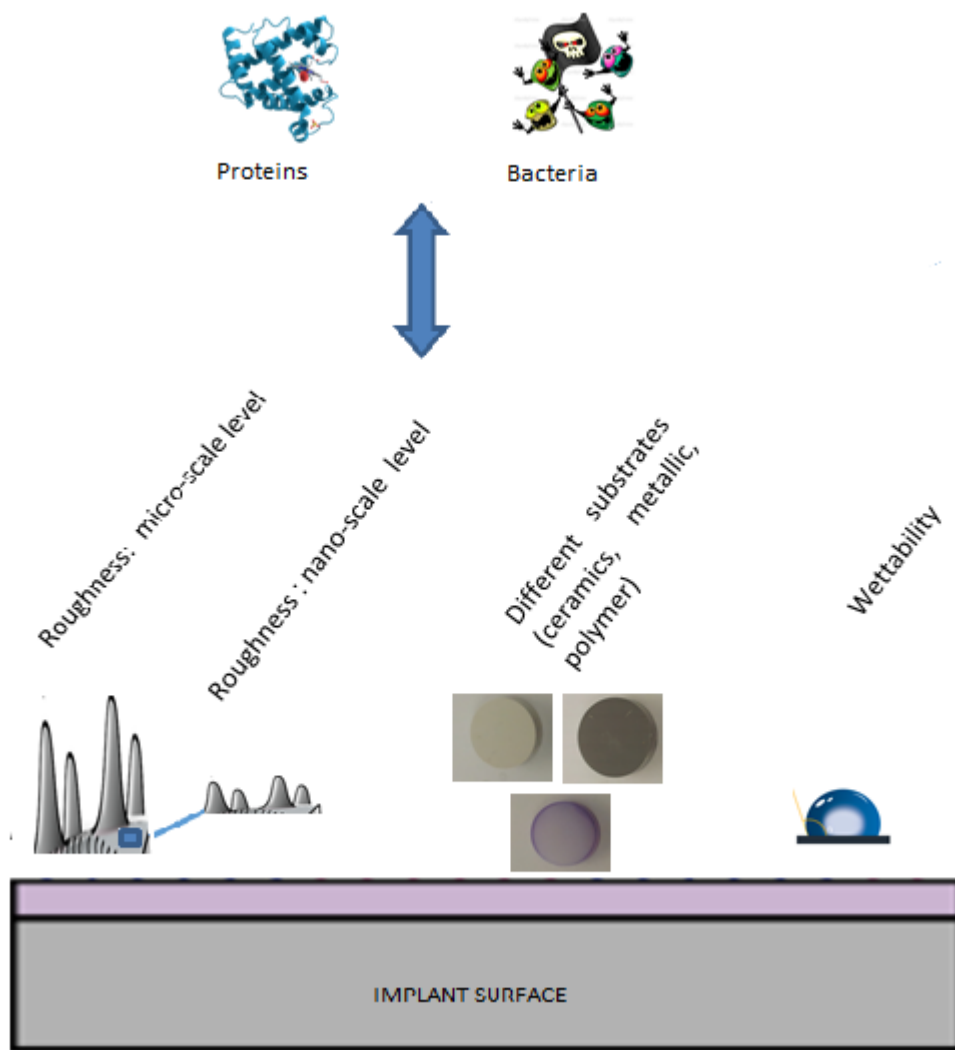 Proteins
Bacteria
Roughness: micro-scale level
Roughness : nano-scale level
Different substrates
(ceramics, metallic,
polymer)
Wettability
IMPLANT SURFACE